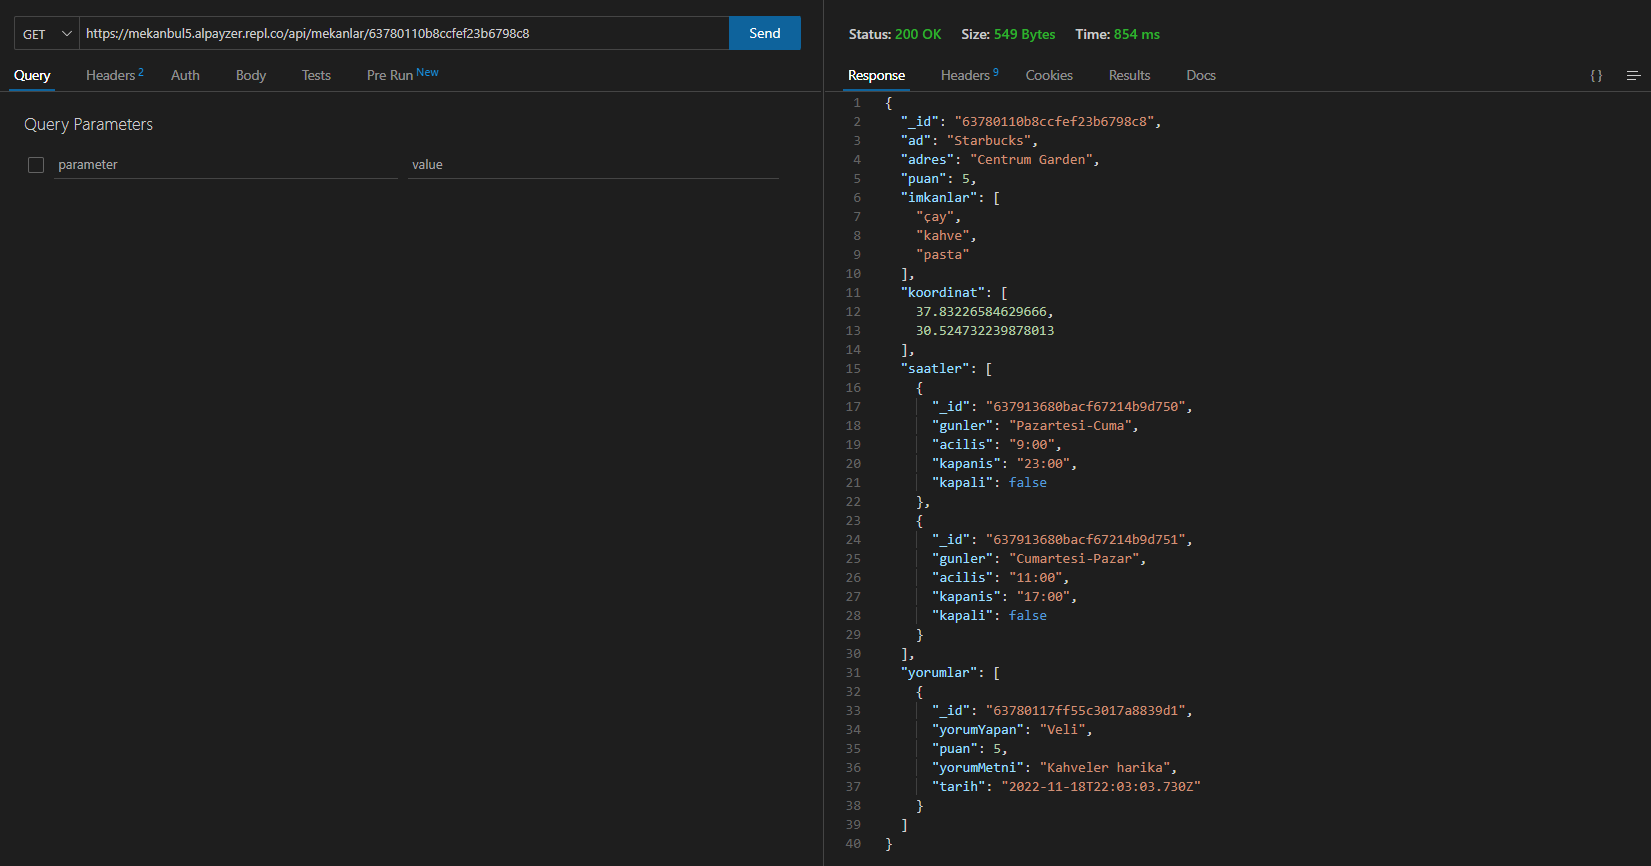 GET https://mekanbul5.alpayzer.repl.co/api/mekanlar/63780110b8ccfef23b6798c8 Send
Query Headers 2 Auth Body Tests Pre Run New
Query Parameters
parameter value
Status: 200 OK Size: 549 Bytes Time: 854 ms
Response Headers 9 Cookies Results Docs {}
1 {
2 "_id": "63780110b8ccfef23b6798c8",
3 "ad": "Starbucks",
4 "adres": "Centrum Garden",
5 "puan": 5,
6 "imkanlar": [
7 "çay",
8 "kahve",
9 "pasta"
10 ],
11 "koordinat": [
12 37.83226584629666,
13 30.524732239878013
14 ],
15 "saatler": [
16 {
17 "_id": "637913680bacf67214b9d750",
18 "gunler": "Pazartesi-Cuma",
19 "acilis": "9:00",
20 "kapanis": "23:00",
21 "kapali": false
22 },
23 {
24 "_id": "637913680bacf67214b9d751",
25 "gunler": "Cumartesi-Pazar",
26 "acilis": "11:00",
27 "kapanis": "17:00",
28 "kapali": false
29 }
30 ],
31 "yorumlar": [
32 {
33 "_id": "63780117ff55c3017a8839d1",
34 "yorumYapan": "Veli",
35 "puan": 5,
36 "yorumMetni": "Kahveler harika",
37 "tarih": "2022-11-18T22:03:03.730Z"
38 }
39 ]
40 }